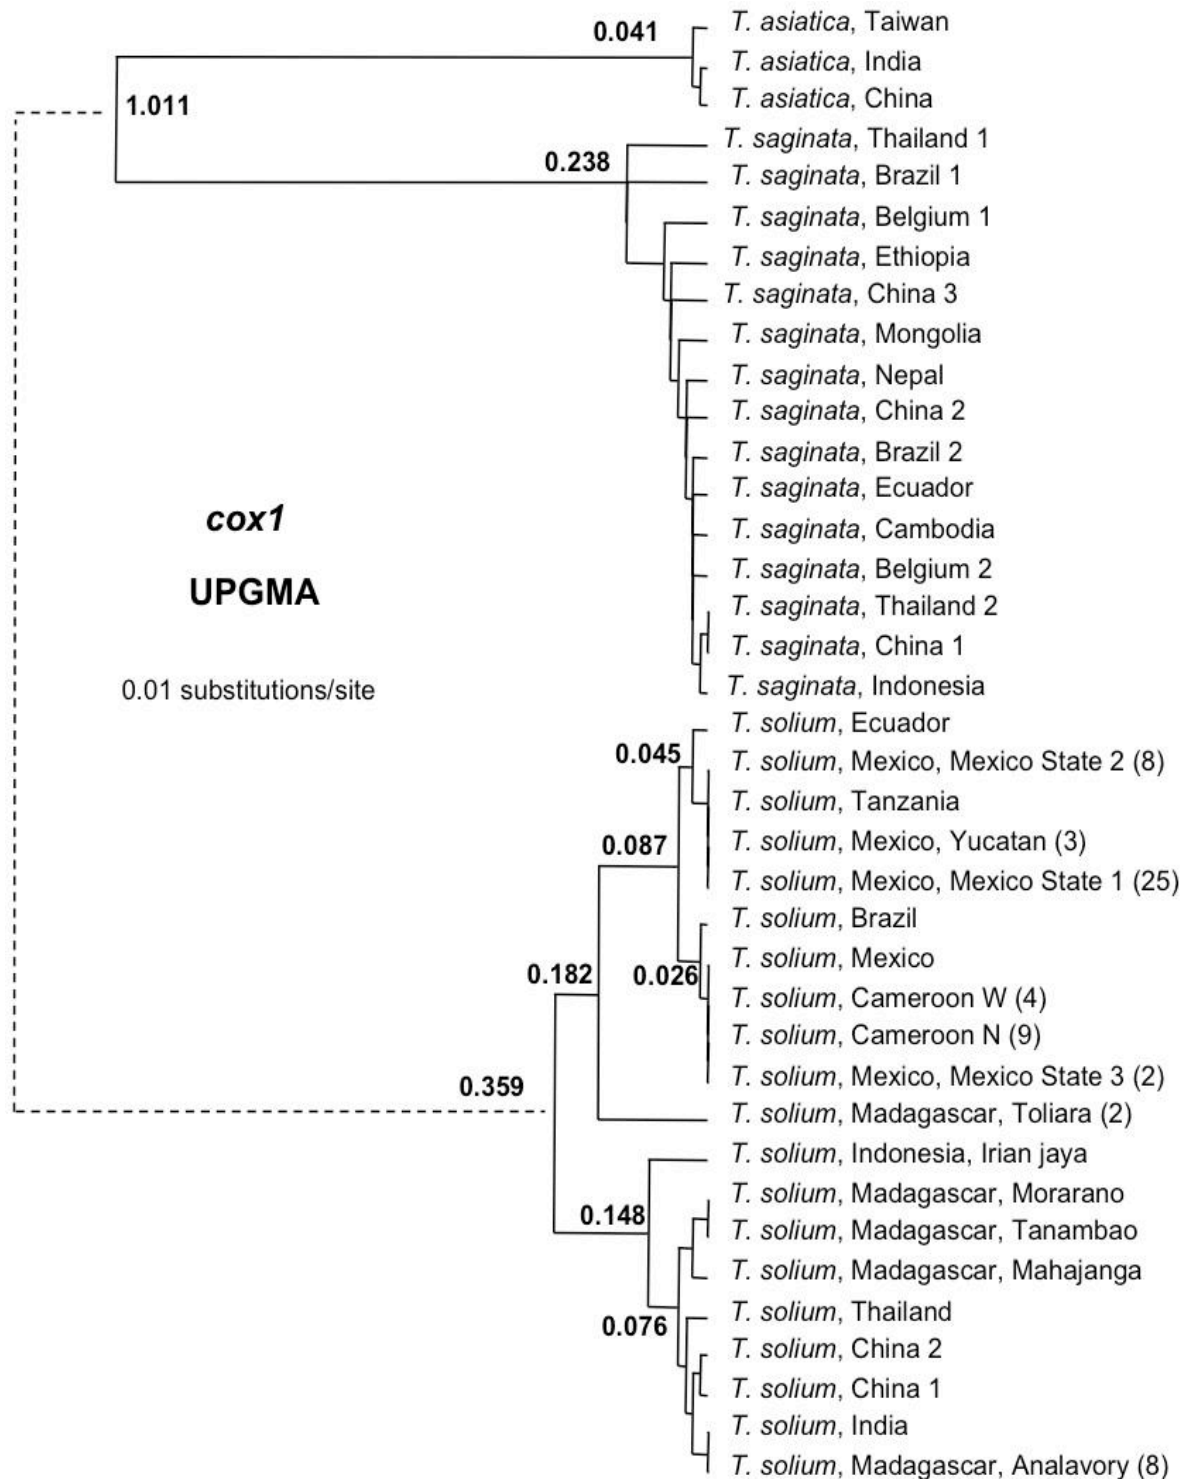 0.041
T. asiatica, Taiwan
T. asiatica, India
1.011
T. asiatica, China
T. saginata, Thailand 1
0.238
T. saginata, Brazil 1
T. saginata, Belgium 1
T. saginata, Ethiopia
T. saginata, China 3
T. saginata, Mongolia
T. saginata, Nepal
T. saginata, China 2
T. saginata, Brazil 2
T. saginata, Ecuador
cox1
T. saginata, Cambodia
T. saginata, Belgium 2
UPGMA
T. saginata, Thailand 2
T. saginata, China 1
0.01 substitutions/site
T. saginata, Indonesia
T. solium, Ecuador
0.045
T. solium, Mexico, Mexico State 2 (8)
T. solium, Tanzania
0.087
T. solium, Mexico, Yucatan (3)
T. solium, Mexico, Mexico State 1 (25)
T. solium, Brazil
T. solium, Mexico
0.182
0.026
T. solium, Cameroon W (4)
T. solium, Cameroon N (9)
T. solium, Mexico, Mexico State 3 (2)
0.359
T. solium, Madagascar, Toliara (2)
T. solium, Indonesia, Irian jaya
T. solium, Madagascar, Morarano
0.148
T. solium, Madagascar, Tanambao
T. solium, Madagascar, Mahajanga
T. solium, Thailand
0.076
T. solium, China 2
T. solium, China 1
T. solium, India
T. solium, Madagascar, Analavory (8)